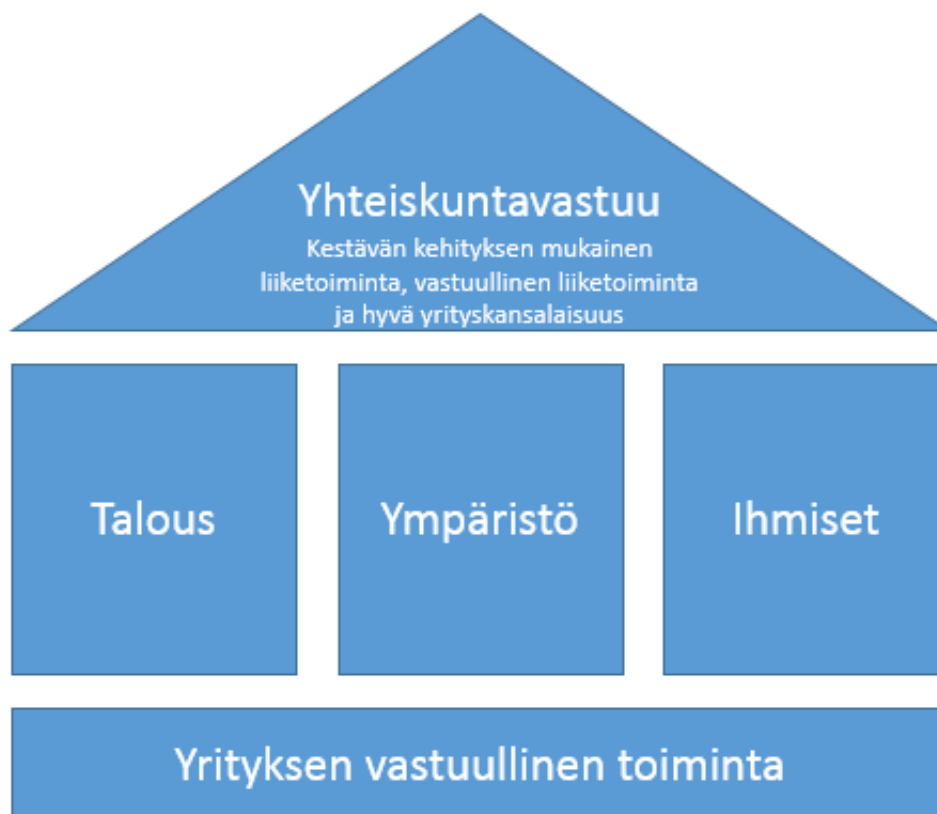 Yhteiskuntavastuu
Kestävän kehityksen mukainen
liiketoiminta, vastuullinen liiketoiminta
ja hyvä yrityskansalaisuus
Talous
Ympäristö
Ihmiset
Yrityksen vastuullinen toiminta